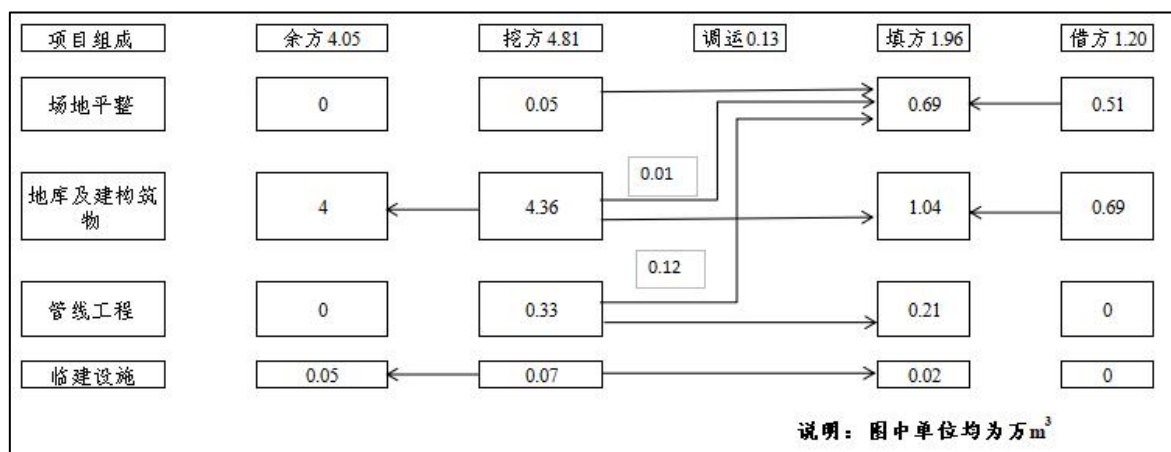 项目组成 余方4.05 挖方4.81 调运0.13 填方1.96 借方1.20
场地平整 0 0.05 0.69 0.51
0.01
地库及建构筑
物 4 4.36 1.04 0.69
0.12
管线工程 0 0.33 0.21 0
临建设施 0.05 0.07 0.02 0
说明：图中单位均为万m³